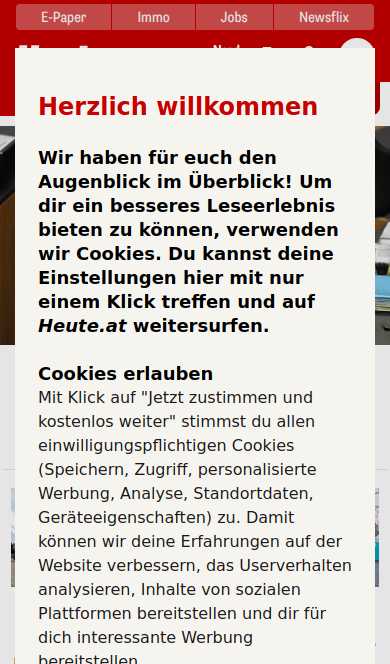 E-Paper Immo Jobs Newsflix
Herzlich willkommen
Wir haben für euch den
Augenblick im Überblick! Um
dir ein besseres Leseerlebnis
bieten zu können, verwenden
wir Cookies. Du kannst deine
Einstellungen hier mit nur
einem Klick treffen und auf
Heute.at weitersurfen.
Cookies erlauben
Mit Klick auf "Jetzt zustimmen und
kostenlos weiter" stimmst du allen
einwilligungspflichtigen Cookies
(Speichern, Zugriff, personalisierte
Werbung, Analyse, Standortdaten,
Geräteeigenschaften) zu. Damit
können wir deine Erfahrungen auf der
Website verbessern, das Userverhalten
analysieren, Inhalte von sozialen
Plattformen bereitstellen und dir für
dich interessante Werbung
bereitstellen